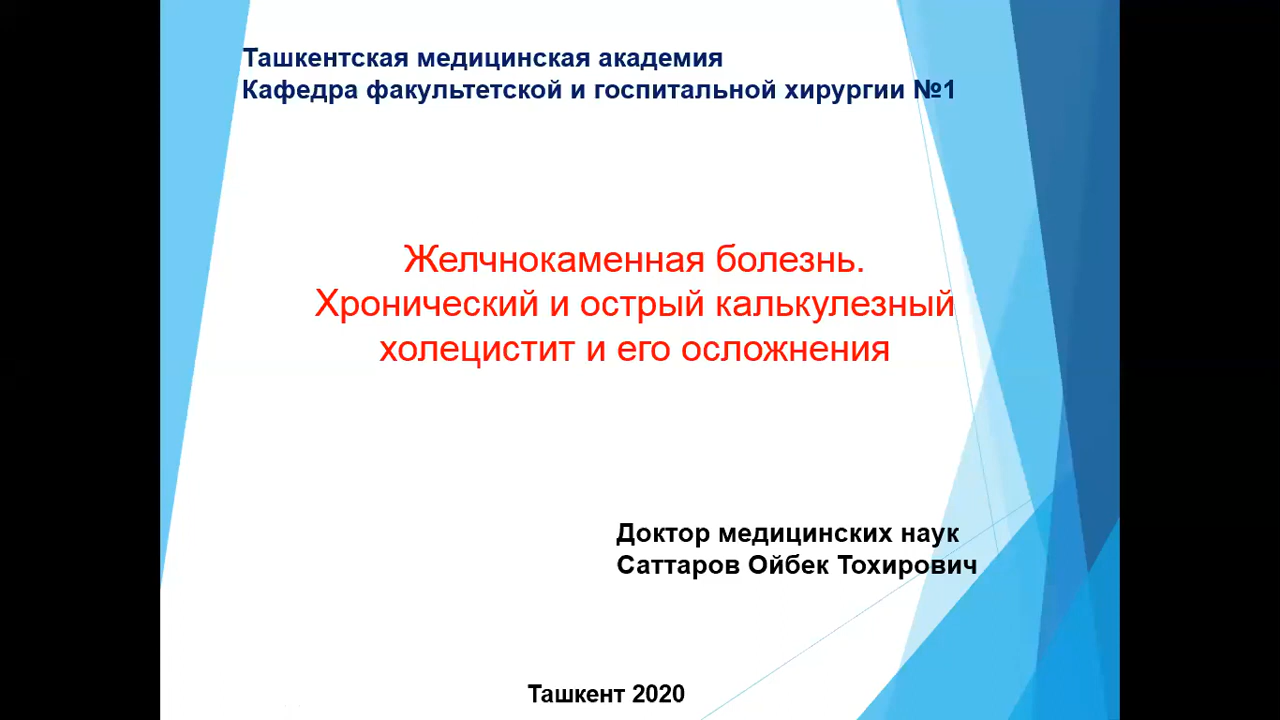 Ташкентская медицинская академия
Кафедра факультетской и госпитальной хирургии №1
Желчнокаменная болезнь.
Хронический и острый калькулезный
холецистит и его осложнения
Доктор медицинских наук
Саттаров Ойбек Тохирович
Ташкент 2020